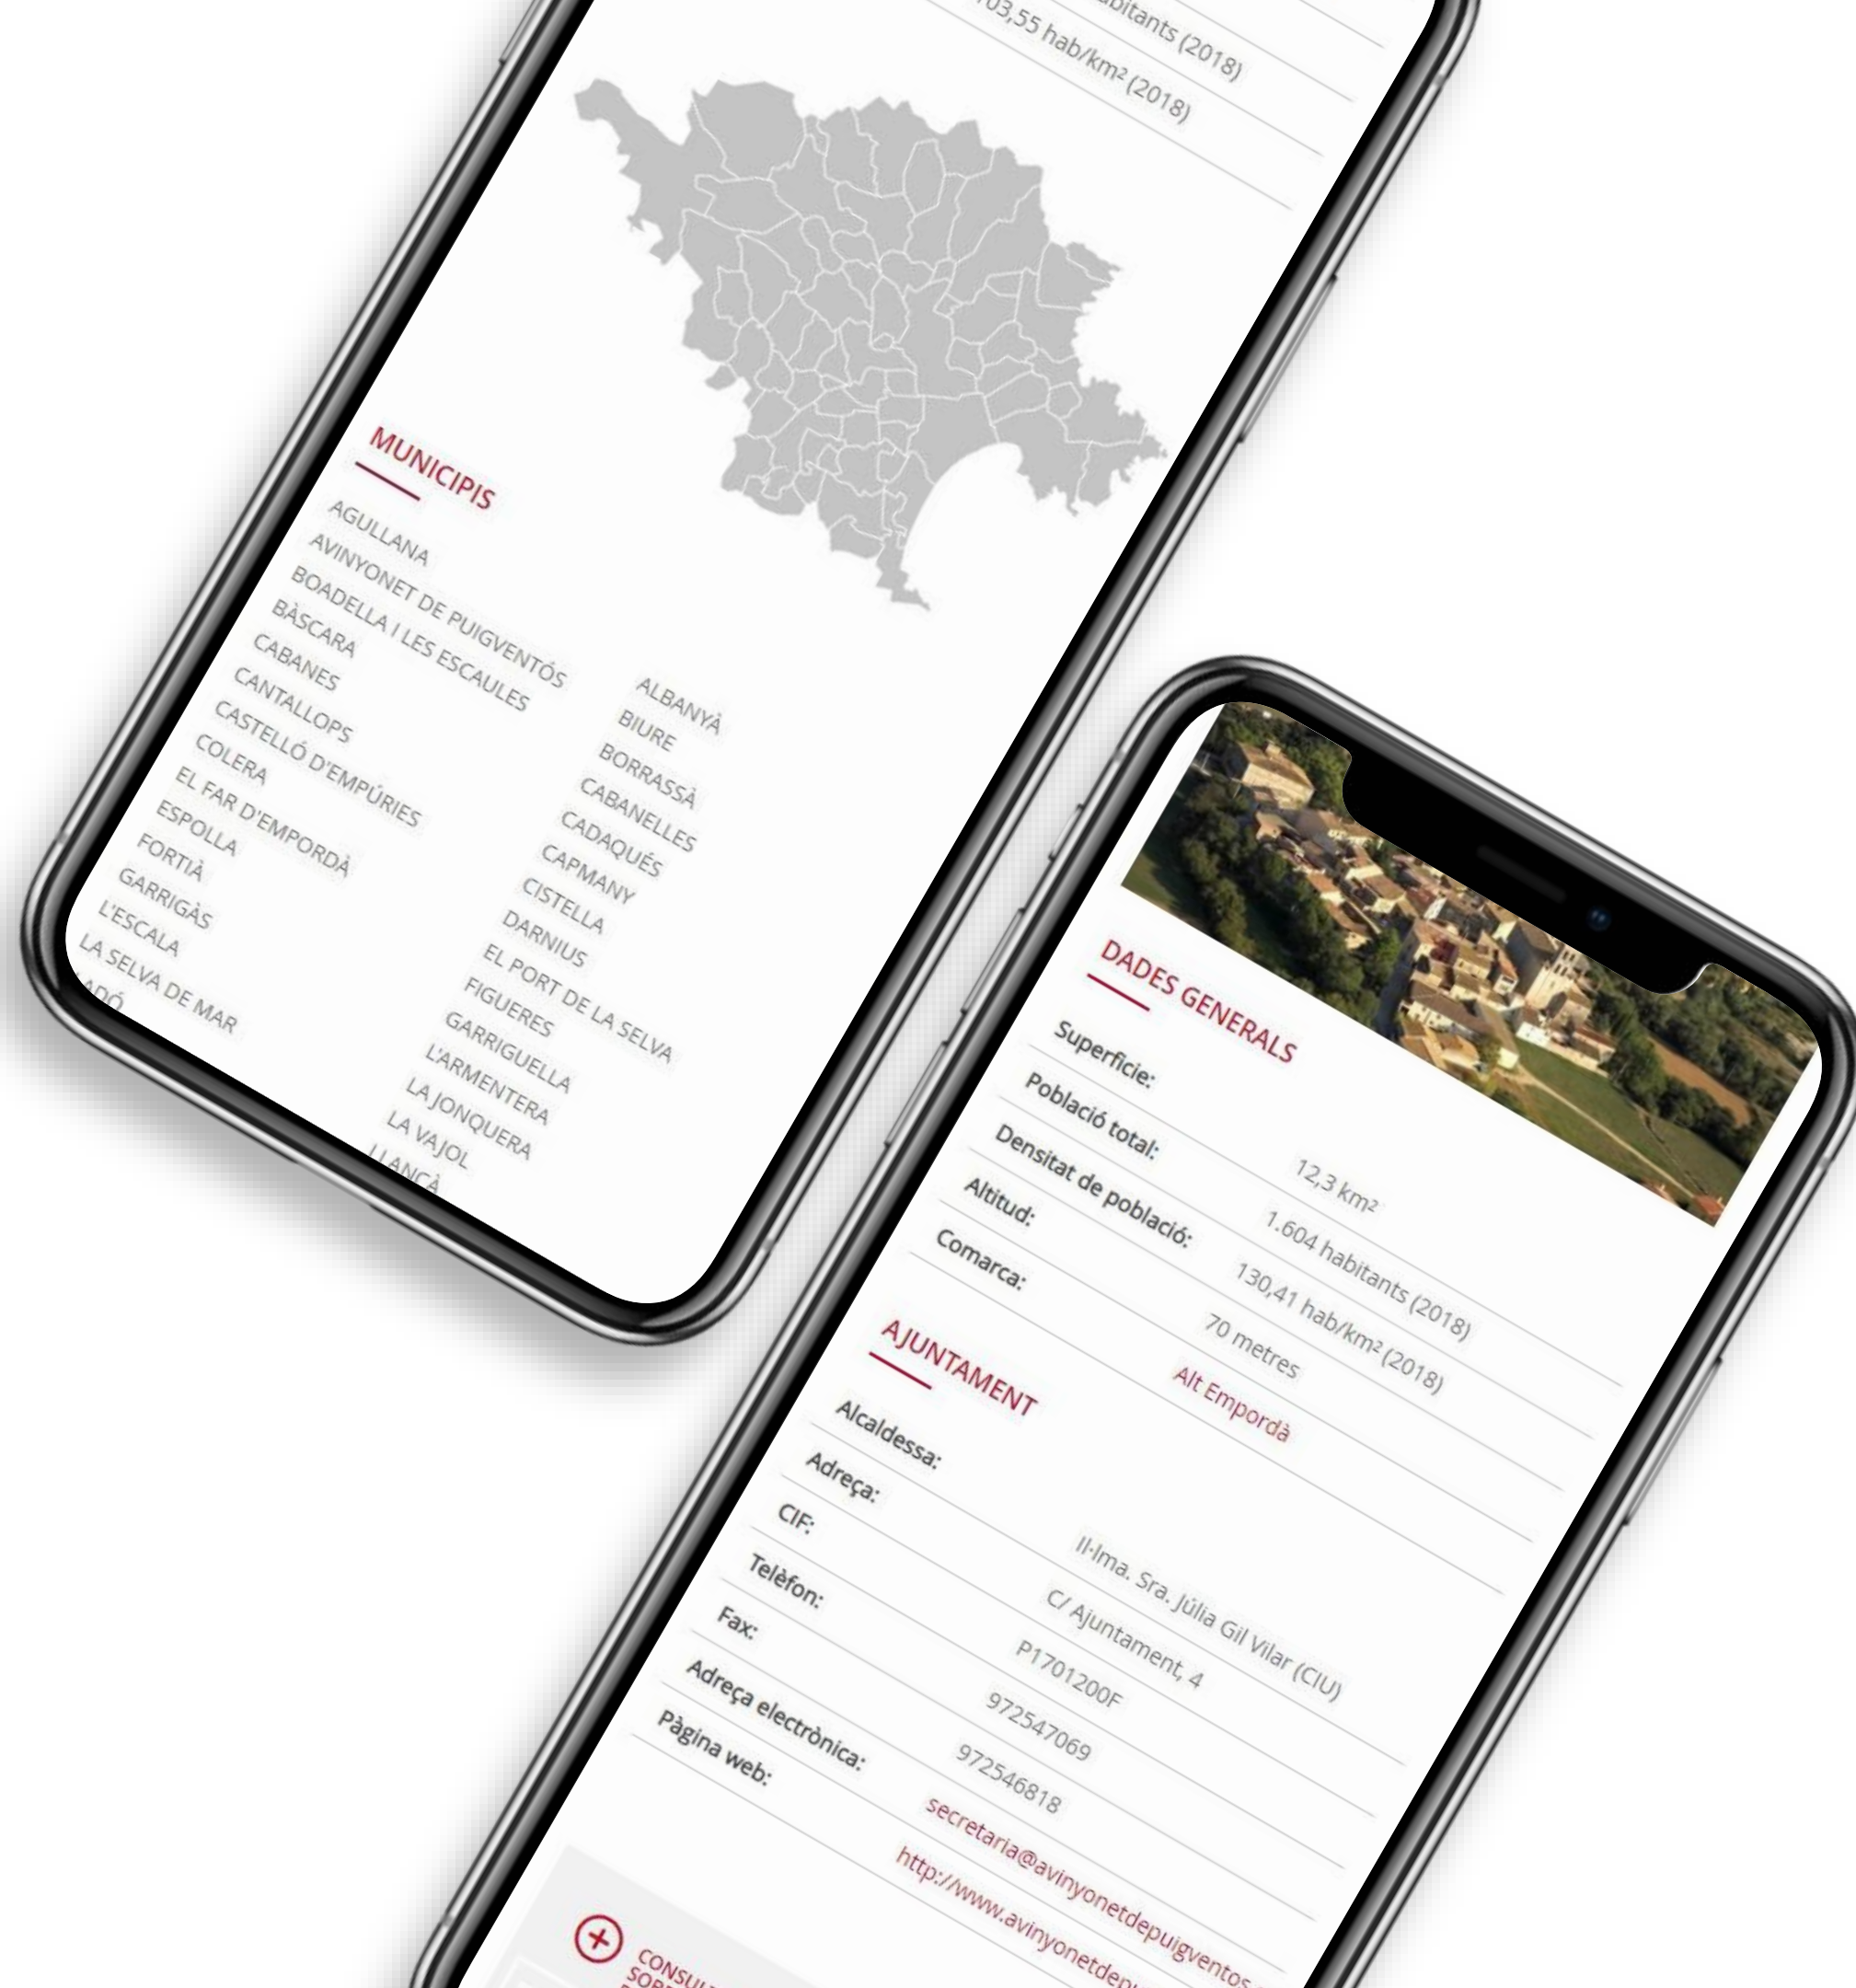 habitants (2018)
103,55 hab/km² (2018)
MUNICIPIS
AGULLANA
AVINYONET DE PUIGVENTÓS
BOADELLA I LES ESCAULES
BÀSCARA
CABANES
CANTALLOPS
CASTELLÓ D'EMPÚRIES
COLERA
EL FAR D'EMPORDÀ
ESPOLLA
FORTIÀ
GARRIGÀS
L'ESCALA
LA SELVA DE MAR
LADÓ
ALBANYÀ
BIURE
BORRASSÀ
CABANELLES
CADAQUÉS
CAPMANY
CISTELLA
DARNIUS
EL PORT DE LA SELVA
FIGUERES
GARRIGUELLA
L'ARMENTERA
LA JONQUERA
LA VAJOL
LLANÇÀ
DADES GENERALS
Superfície: 12,3 km²
Població total: 1.604 habitants (2018)
Densitat de població: 130,41 hab/km² (2018)
Altitud: 70 metres
Comarca: Alt Empordà
AJUNTAMENT
Alcaldessa: Il·lma. Sra. Júlia Gil Vilar (CIU)
Adreça: C/ Ajuntament, 4
CIF: P1701200F
Telèfon: 972547069
Fax: 972546818
Adreça electrònica: secretaria@avinyonetdepuigventos.
Pàgina web: http://www.avinyonetdepu